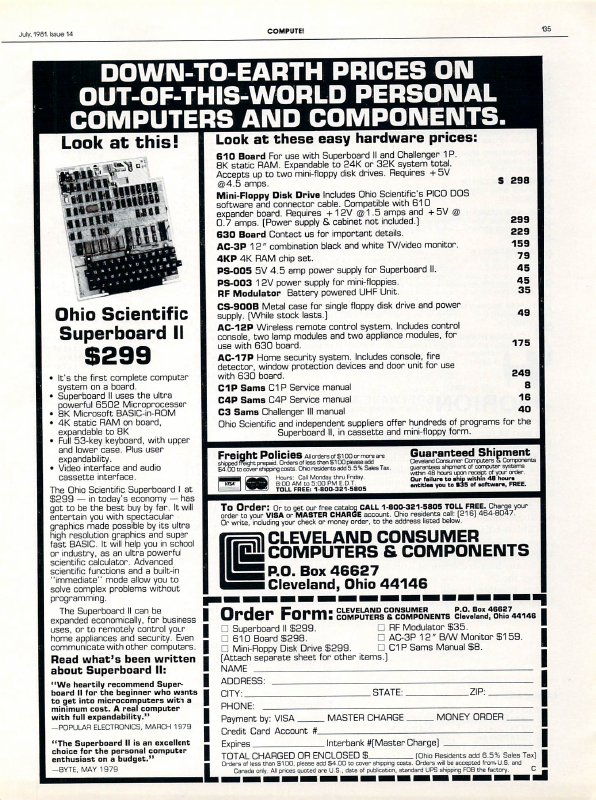 July, 1981. Issue 14
COMPUTE!
135
DOWN-TO-EARTH PRICES ON
OUT-OF-THIS-WORLD PERSONAL
COMPUTERS AND COMPONENTS.
Look at this!
Ohio Scientific
Superboard II
$299
• It's the first complete computer
system on a board.
• Superboard II uses the ultra
powerful 6502 Microprocessor
• 8K Microsoft BASIC-in-ROM
• 4K static RAM on board,
expandable to 8K
• Full 53-key keyboard, with upper
and lower case. Plus user
expandability.
• Video interface and audio
cassette interface.
The Ohio Scientific Superboard II at
$299 — in today's economy — has
got to be the best buy by far. It will
entertain you with spectacular
graphics made possible by its ultra
high resolution graphics and super
fast BASIC. It will help you in school
or industry, as an ultra powerful
scientific calculator. Advanced
scientific functions and a built-in
"immediate" mode allow you to
solve complex problems without
programming.
The Superboard II can be
expanded economically, for business
uses, or to remotely control your
home appliances and security. Even
communicate with other computers.
Read what's been written
about Superboard II:
"We heartily recommend Super-
board II for the beginner who wants
to get into microcomputers with a
minimum cost. A real computer
with full expandability."
—POPULAR ELECTRONICS, MARCH 1979
"The Superboard II is an excellent
choice for the personal computer
enthusiast on a budget."
—BYTE, MAY 1979
Look at these easy hardware prices:
610 Board For use with Superboard II and Challenger 1P.
8K static RAM. Expandable to 24K or 32K system total.
Accepts up to two mini-floppy disk drives. Requires +5V
@4.5 amps. $ 298
Mini-Floppy Disk Drive Includes Ohio Scientific's PICO DOS
software and connector cable. Compatible with 610
expander board. Requires +12V @1.5 amps and +5V @
0.7 amps. (Power supply & cabinet not included.) 299
630 Board Contact us for important details. 229
AC-3P 12" combination black and white TV/video monitor. 159
4KP 4K RAM chip set. 79
PS-005 5V 4.5 amp power supply for Superboard II. 45
PS-003 12V power supply for mini-floppies. 45
RF Modulator Battery powered UHF Unit. 35
CS-900B Metal case for single floppy disk drive and power
supply. (While stock lasts.) 49
AC-12P Wireless remote control system. Includes control
console, two lamp modules and two appliance modules, for
use with 630 board. 175
AC-17P Home security system. Includes console, fire
detector, window protection devices and door unit for use
with 630 board. 249
C1P Sams C1P Service manual 8
C4P Sams C4P Service manual 16
C3 Sams Challenger III manual 40
Ohio Scientific and independent suppliers offer hundreds of programs for the
Superboard II, in cassette and mini-floppy form.
Freight Policies All orders of $100 or more are
shipped freight prepaid. Orders of less than $100 please add
$4.00 to cover shipping costs. Ohio residents add 5.5% Sales Tax.
VISA
Hours: Call Monday thru Friday,
8:00 AM to 5:00 PM E.D.T.
TOLL FREE: 1-800-321-5805
Guaranteed Shipment
Cleveland Consumer Computers & Components
guarantees shipment of computer systems
within 48 hours upon receipt of your order.
Our failure to ship within 48 hours
entitles you to $35 of software, FREE.
To Order: Or to get our free catalog CALL 1-800-321-5805 TOLL FREE. Charge your
order to your VISA or MASTER CHARGE account. Ohio residents call: (216) 464-8047.
Or write, including your check or money order, to the address listed below.
CLEVELAND CONSUMER
COMPUTERS & COMPONENTS
P.O. Box 46627
Cleveland, Ohio 44146
Order Form: CLEVELAND CONSUMER P.O. Box 46627
COMPUTERS & COMPONENTS Cleveland, Ohio 44146
☐ Superboard II $299. ☐ RF Modulator $35.
☐ 610 Board $298. ☐ AC-3P 12" B/W Monitor $159.
☐ Mini-Floppy Disk Drive $299. ☐ C1P Sams Manual $8.
(Attach separate sheet for other items.)
NAME
ADDRESS:
CITY: STATE: ZIP:
PHONE:
Payment by: VISA MASTER CHARGE MONEY ORDER
Credit Card Account #
Expires Interbank #(Master Charge)
TOTAL CHARGED OR ENCLOSED $ (Ohio Residents add 6.5% Sales Tax)
Orders of less than $100, please add $4.00 to cover shipping costs. Orders will be accepted from U.S. and
Canada only. All prices quoted are U.S., date of publication, standard UPS shipping FOB the factory. C